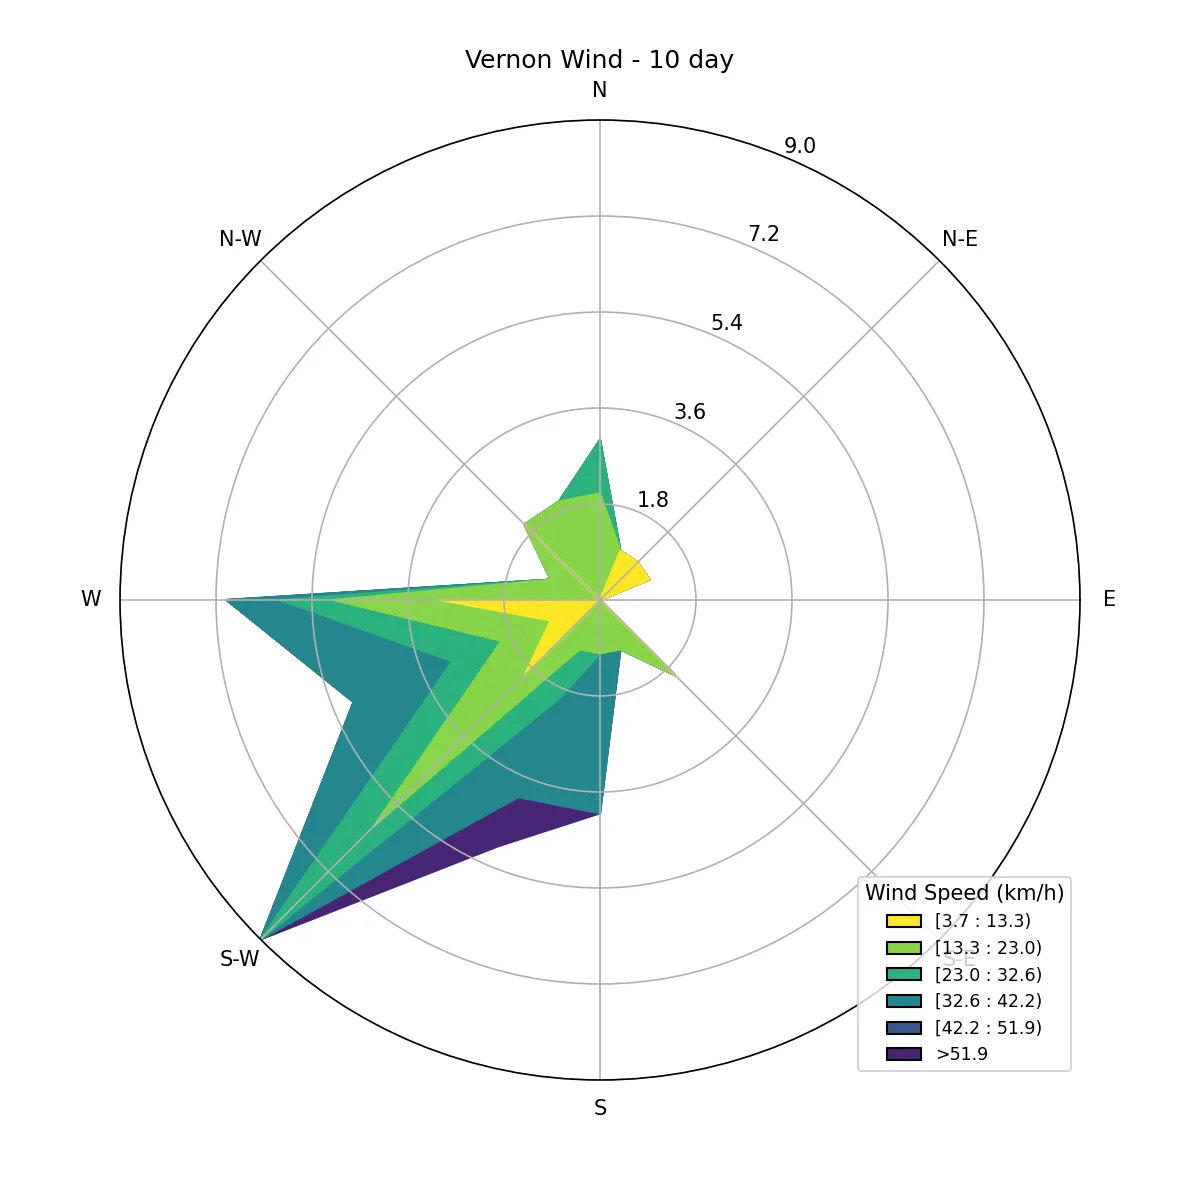 Vernon Wind - 10 day
N
9.0
N-W
N-E
7.2
5.4
3.6
1.8
W
E
S-W
S-E
Wind Speed (km/h)
[3.7 : 13.3)
[13.3 : 23.0)
[23.0 : 32.6)
[32.6 : 42.2)
[42.2 : 51.9)
>51.9
S